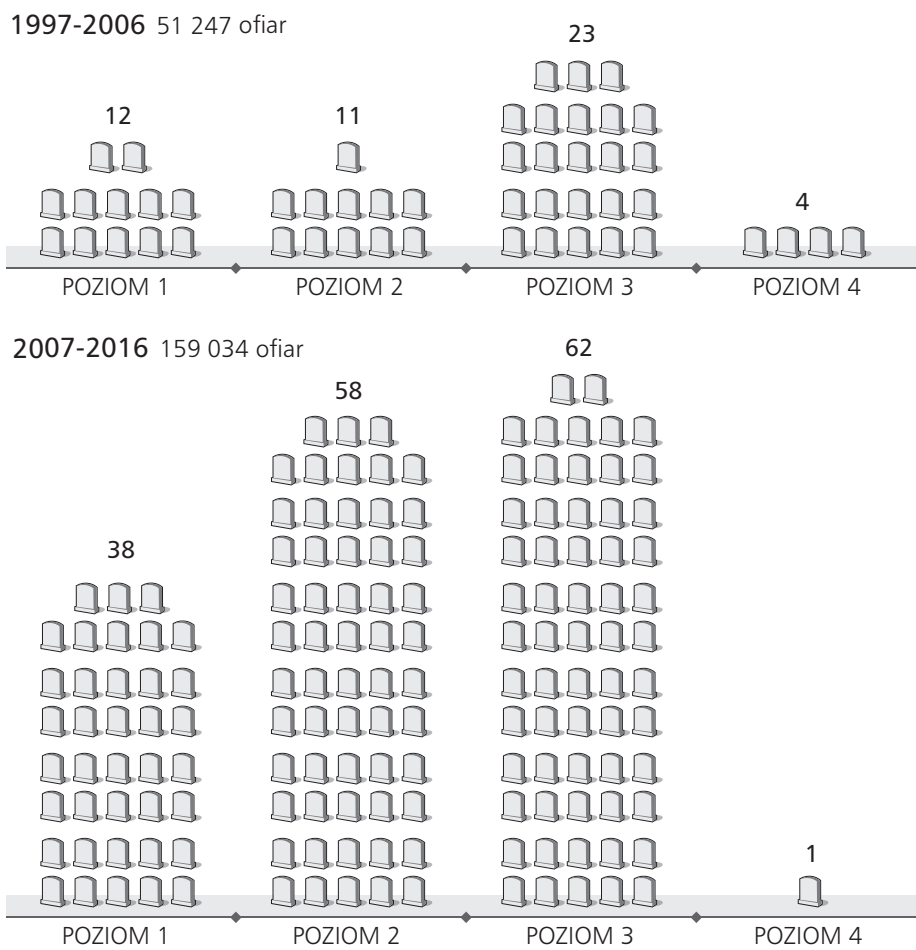 1997-2006 51 247 ofiar
12 11 23 4
POZIOM 1 POZIOM 2 POZIOM 3 POZIOM 4
2007-2016 159 034 ofiar
38 58 62 1
POZIOM 1 POZIOM 2 POZIOM 3 POZIOM 4